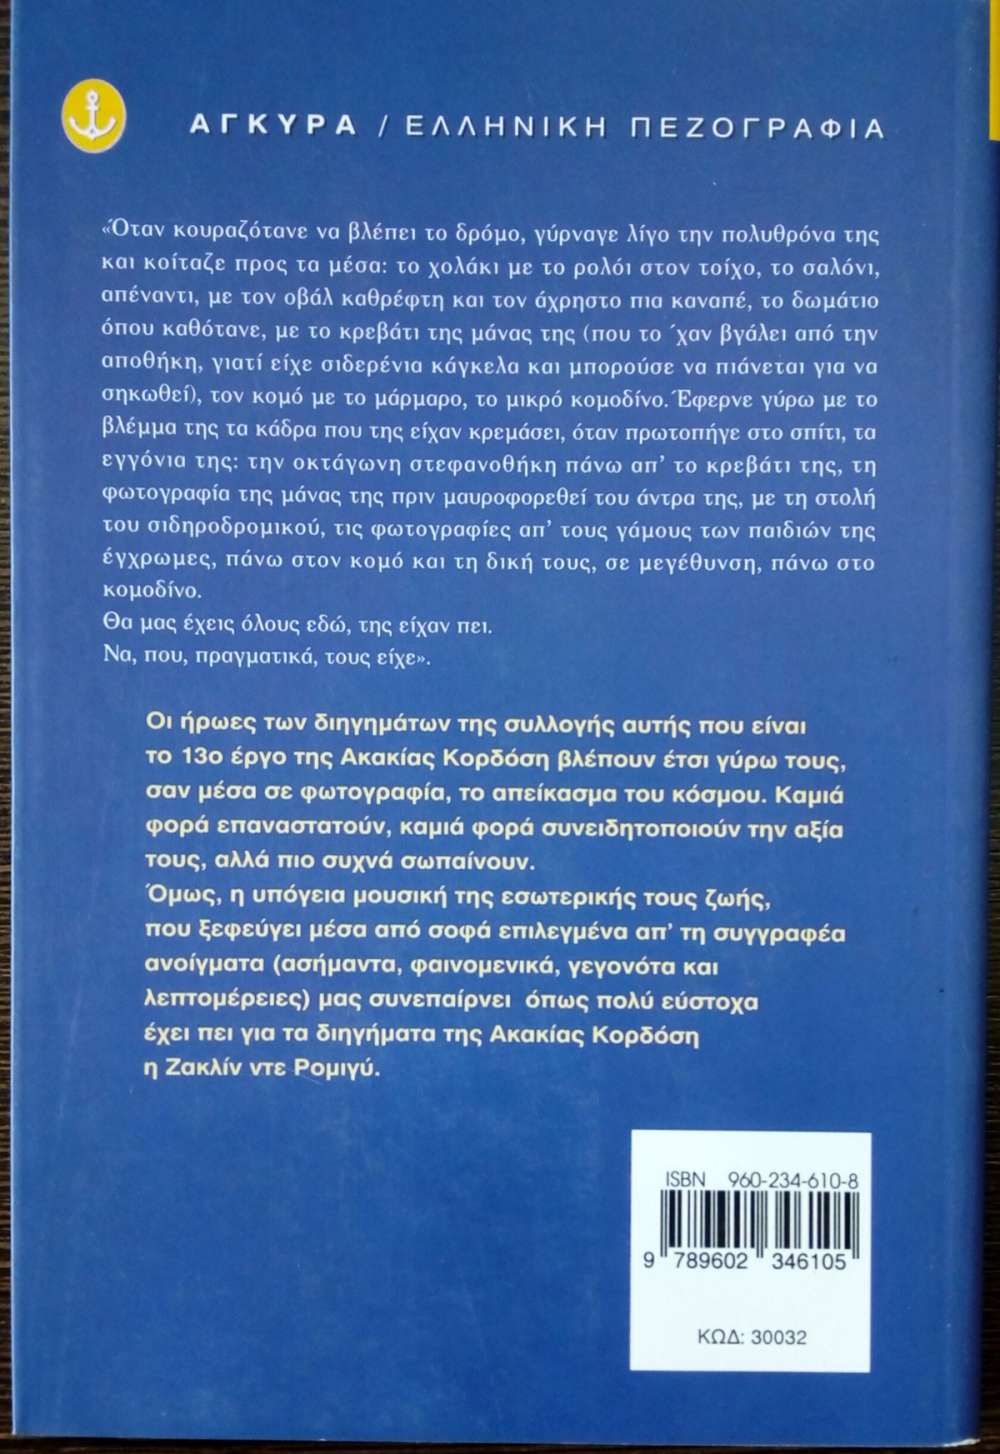 ΑΓΚΥΡΑ / ΕΛΛΗΝΙΚΗ ΠΕΖΟΓΡΑΦΙΑ
«Όταν κουραζότανε να βλέπει το δρόμο, γύρναγε λίγο την πολυθρόνα της
και κοίταζε προς τα μέσα: το χολάκι με το ρολόι στον τοίχο, το σαλόνι,
απέναντι, με τον οβάλ καθρέφτη και τον άχρηστο πια καναπέ, το δωμάτιο
όπου καθότανε, με το κρεβάτι της μάνας της (που το ΄χαν βγάλει από την
αποθήκη, γιατί είχε σιδερένια κάγκελα και μπορούσε να πιάνεται για να
σηκωθεί), τον κομό με το μάρμαρο, το μικρό κομοδίνο. Έφερνε γύρω με το
βλέμμα της τα κάδρα που της είχαν κρεμάσει, όταν πρωτοπήγε στο σπίτι, τα
εγγόνια της: την οκτάγωνη στεφανοθήκη πάνω απ' το κρεβάτι της, τη
φωτογραφία της μάνας της πριν μαυροφορεθεί του άντρα της, με τη στολή
του σιδηροδρομικού, τις φωτογραφίες απ' τους γάμους των παιδιών της
έγχρωμες, πάνω στον κομό και τη δική τους, σε μεγέθυνση, πάνω στο
κομοδίνο.
Θα μας έχεις όλους εδώ, της είχαν πει.
Να, που, πραγματικά, τους είχε».
Οι ήρωες των διηγημάτων της συλλογής αυτής που είναι
το 13ο έργο της Ακακίας Κορδόση βλέπουν έτσι γύρω τους,
σαν μέσα σε φωτογραφία, το απείκασμα του κόσμου. Καμιά
φορά επαναστατούν, καμιά φορά συνειδητοποιούν την αξία
τους, αλλά πιο συχνά σωπαίνουν.
Όμως, η υπόγεια μουσική της εσωτερικής τους ζωής,
που ξεφεύγει μέσα από σοφά επιλεγμένα απ' τη συγγραφέα
ανοίγματα (ασήμαντα, φαινομενικά, γεγονότα και
λεπτομέρειες) μας συνεπαίρνει όπως πολύ εύστοχα
έχει πει για τα διηγήματα της Ακακίας Κορδόση
η Ζακλίν ντε Ρομιγύ.
ISBN 960-234-610-8
9 789602 346105
ΚΩΔ: 30032